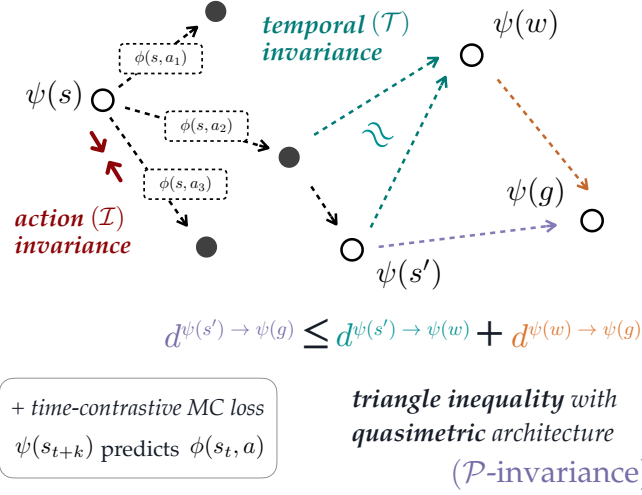 temporal (𝒯)
invariance
ψ(w)
ϕ(s, a₁)
ψ(s)
ϕ(s, a₂)
≈
ϕ(s, a₃)
ψ(g)
action (ℐ)
invariance
ψ(s′)
d^{ψ(s′) → ψ(g)} ≤ d^{ψ(s′) → ψ(w)} + d^{ψ(w) → ψ(g)}
+ time-contrastive MC loss
ψ(s_{t+k}) predicts ϕ(s_t, a)
triangle inequality with
quasimetric architecture
(𝒫-invariance)